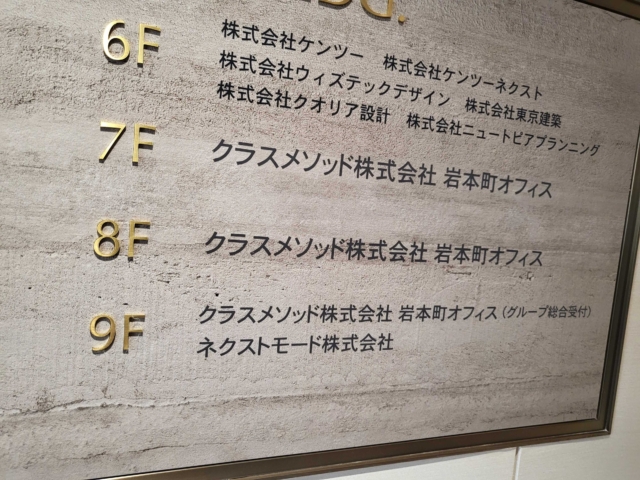 6F
株式会社ケンツー 株式会社ケンツーネクスト
株式会社ウィズテックデザイン 株式会社東京建築
株式会社クオリア設計 株式会社ニュートピアプランニング
7F
クラスメソッド株式会社 岩本町オフィス
8F
クラスメソッド株式会社 岩本町オフィス
9F
クラスメソッド株式会社 岩本町オフィス（グループ総合受付）
ネクストモード株式会社